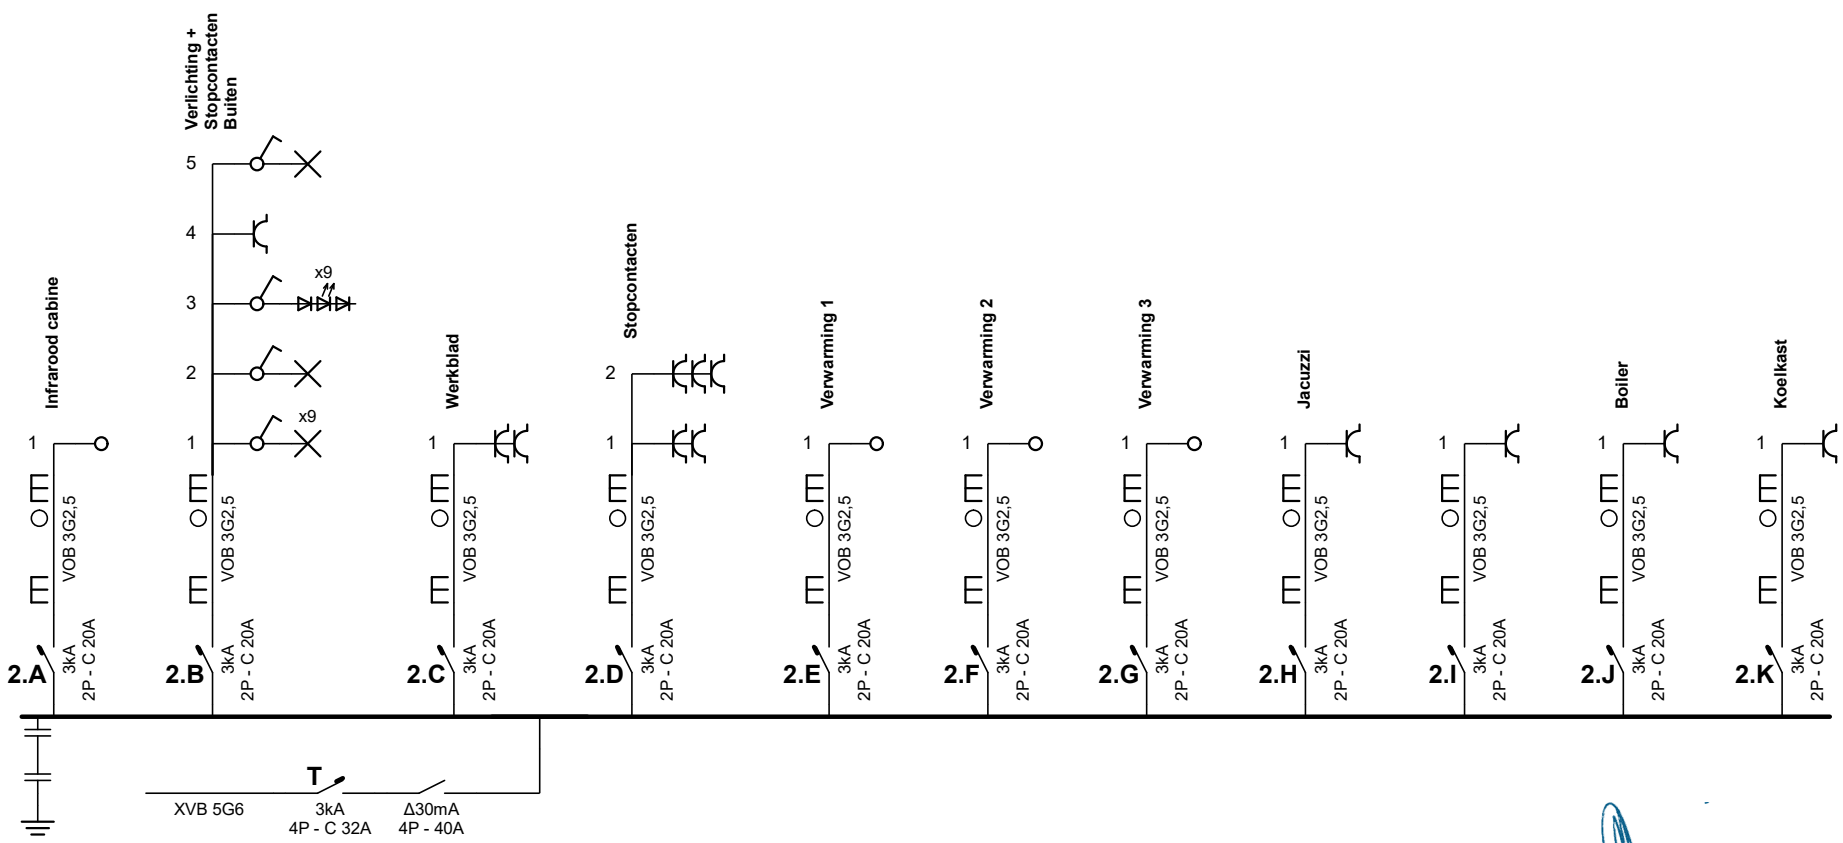 Verlichting +
Stopcontacten
Buiten
5
4
x9
3
2
x9
1
Infrarood cabine
1
Werkblad
1
Stopcontacten
2
1
Verwarming 1
1
Verwarming 2
1
Verwarming 3
1
Jacuzzi
1
1
Boiler
1
Koelkast
1
VOB 3G2,5
VOB 3G2,5
VOB 3G2,5
VOB 3G2,5
VOB 3G2,5
VOB 3G2,5
VOB 3G2,5
VOB 3G2,5
VOB 3G2,5
VOB 3G2,5
VOB 3G2,5
2.A
3kA
2P - C 20A
2.B
3kA
2P - C 20A
2.C
3kA
2P - C 20A
2.D
3kA
2P - C 20A
2.E
3kA
2P - C 20A
2.F
3kA
2P - C 20A
2.G
3kA
2P - C 20A
2.H
3kA
2P - C 20A
2.I
3kA
2P - C 20A
2.J
3kA
2P - C 20A
2.K
3kA
2P - C 20A
T
XVB 5G6
3kA
4P - C 32A
Δ30mA
4P - 40A